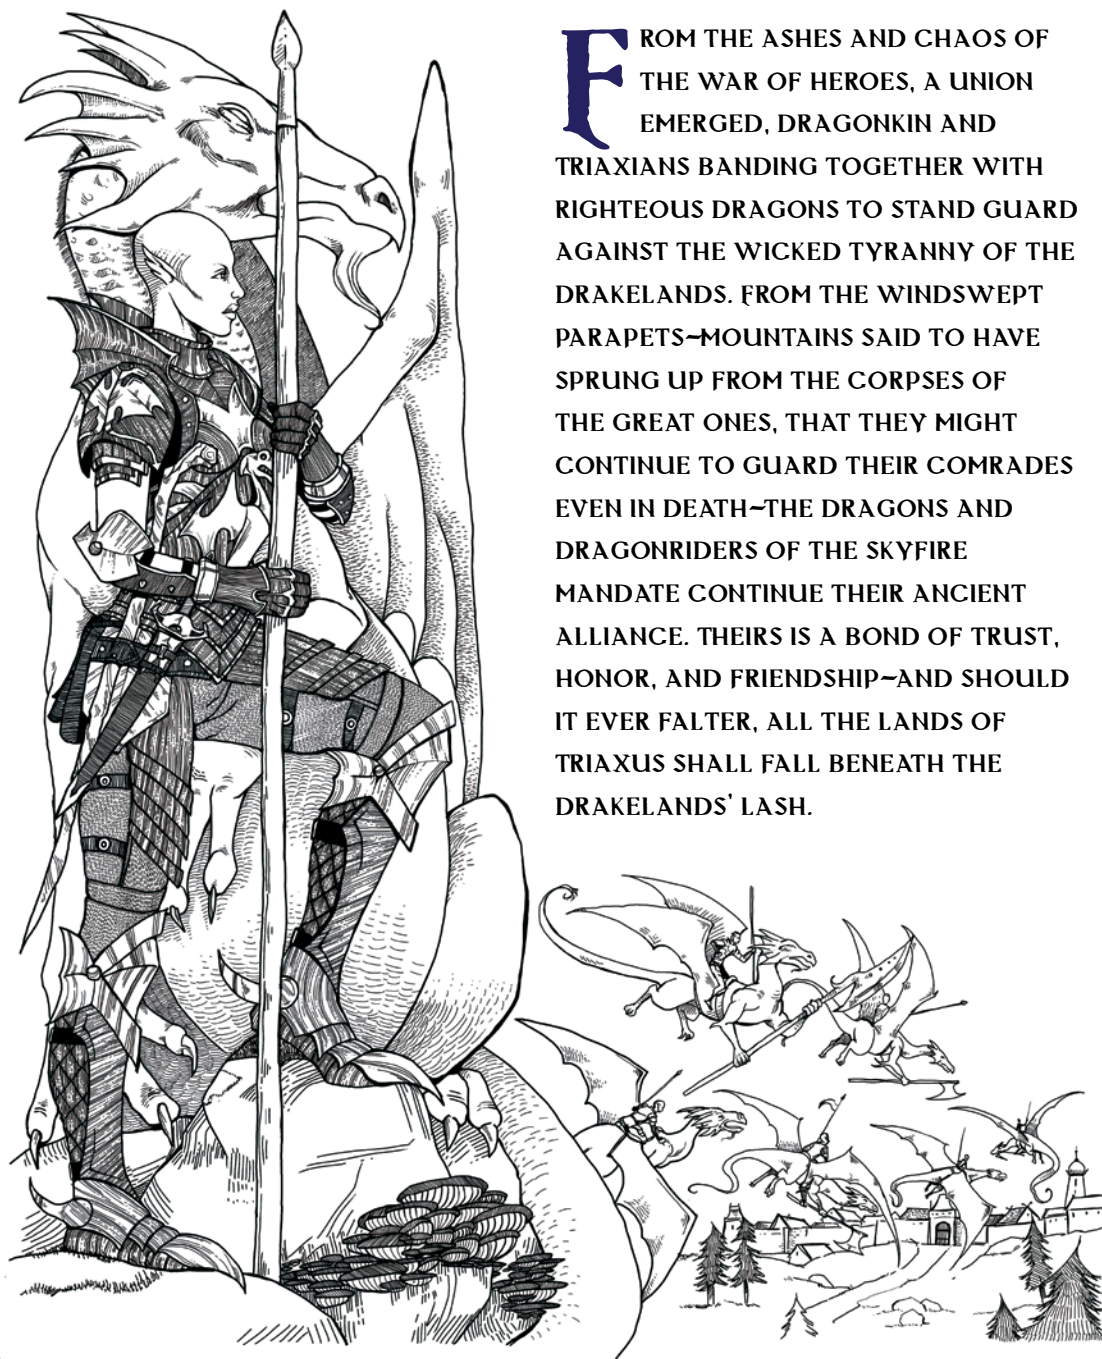 FROM THE ASHES AND CHAOS OF
THE WAR OF HEROES, A UNION
EMERGED, DRAGONKIN AND
TRIAXIANS BANDING TOGETHER WITH
RIGHTEOUS DRAGONS TO STAND GUARD
AGAINST THE WICKED TYRANNY OF THE
DRAKELANDS. FROM THE WINDSWEPT
PARAPETS–MOUNTAINS SAID TO HAVE
SPRUNG UP FROM THE CORPSES OF
THE GREAT ONES, THAT THEY MIGHT
CONTINUE TO GUARD THEIR COMRADES
EVEN IN DEATH–THE DRAGONS AND
DRAGONRIDERS OF THE SKYFIRE
MANDATE CONTINUE THEIR ANCIENT
ALLIANCE. THEIRS IS A BOND OF TRUST,
HONOR, AND FRIENDSHIP–AND SHOULD
IT EVER FALTER, ALL THE LANDS OF
TRIAXUS SHALL FALL BENEATH THE
DRAKELANDS' LASH.